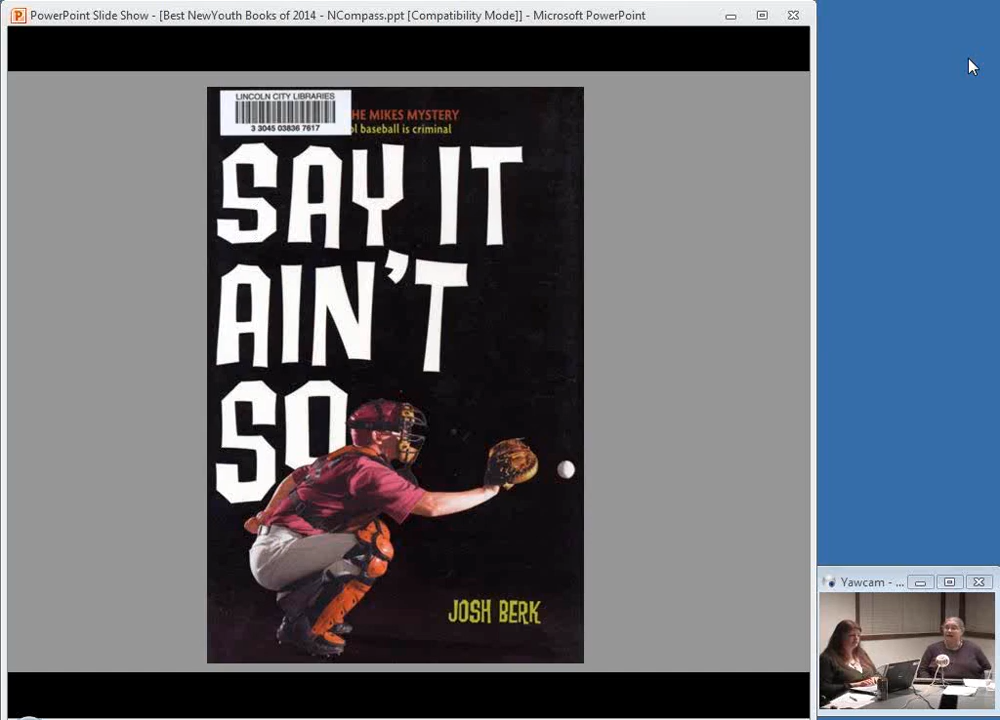 PowerPoint Slide Show - [Best NewYouth Books of 2014 - NCompass.ppt [Compatibility Mode]] - Microsoft PowerPoint
LINCOLN CITY LIBRARIES
3 3045 03836 7617
HE MIKES MYSTERY
ol baseball is criminal
SAY IT
AIN'T
SO
JOSH BERK
Yawcam - ...